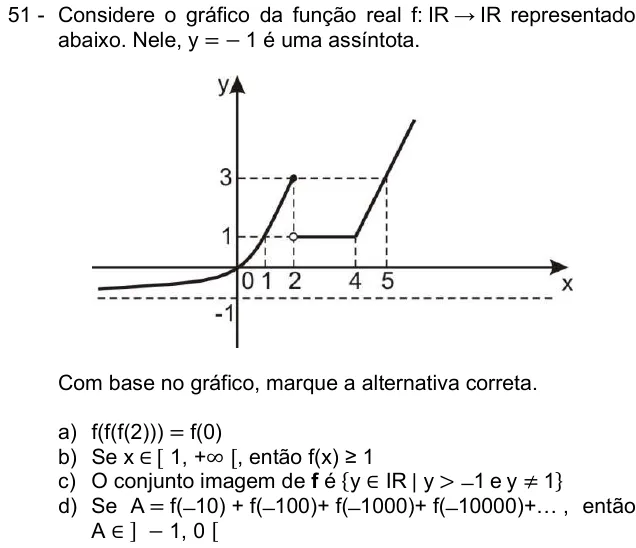 51 - Considere o gráfico da função real f: IR → IR representado
abaixo. Nele, y = – 1 é uma assíntota.
y
3
1
0 1 2 4 5
x
-1
Com base no gráfico, marque a alternativa correta.
a) f(f(f(2))) = f(0)
b) Se x ∈ [ 1, +∞ [, então f(x) ≥ 1
c) O conjunto imagem de f é {y ∈ IR | y > –1 e y ≠ 1}
d) Se A = f(–10) + f(–100)+ f(–1000)+ f(–10000)+… , então
A ∈ ] – 1, 0 [